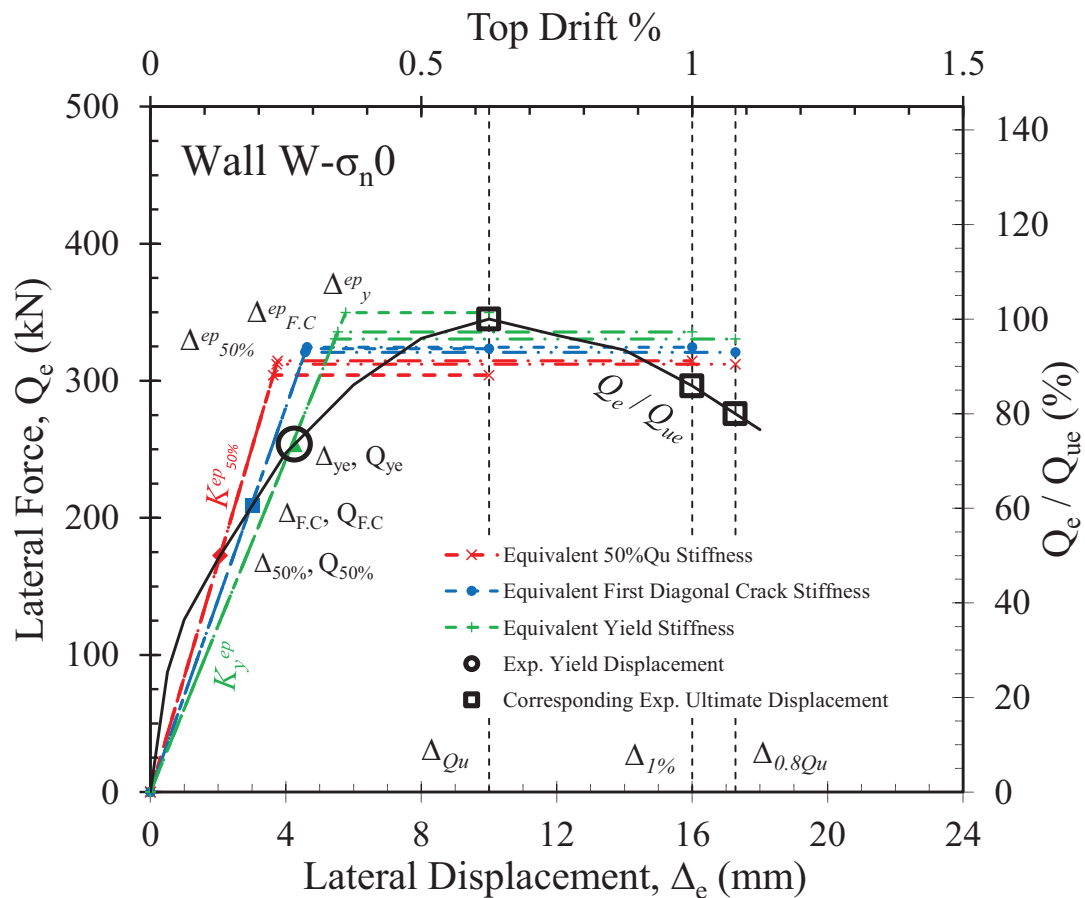 Top Drift %
0 0.5 1 1.5
500 400 300 200 100 0
Lateral Force, Qₑ (kN)
Wall W-σₙ0
Δᵉᵖy
ΔᵉᵖF.C
Δᵉᵖ50%
Kᵉᵖ50%
Kyᵉᵖ
Qₑ / Qᵤₑ
Δyₑ, Qyₑ
ΔF.C, QF.C
Δ50%, Q50%
Equivalent 50%Qu Stiffness
Equivalent First Diagonal Crack Stiffness
Equivalent Yield Stiffness
Exp. Yield Displacement
Corresponding Exp. Ultimate Displacement
ΔQu Δ1% Δ0.8Qu
140 120 100 80 60 40 20 0
Qₑ / Qᵤₑ (%)
0 4 8 12 16 20 24
Lateral Displacement, Δₑ (mm)